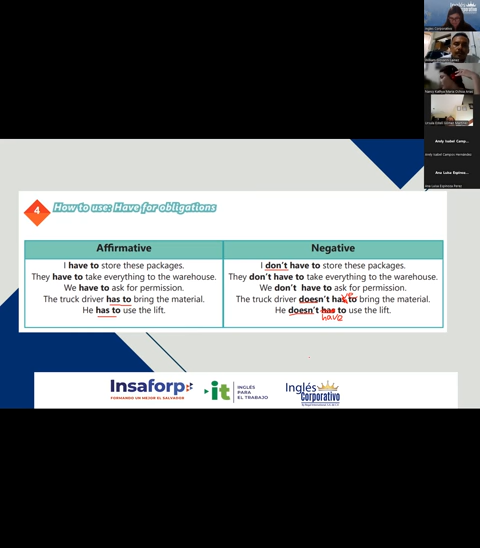 Inglés Corporativo
4
How to use: Have for obligations
Affirmative
Negative
I have to store these packages.
They have to take everything to the warehouse.
We have to ask for permission.
The truck driver has to bring the material.
He has to use the lift.
I don't have to store these packages.
They don't have to take everything to the warehouse.
We don't have to ask for permission.
The truck driver doesn't has to bring the material.
He doesn't has to use the lift.
have
Insaforp
FORMANDO UN MEJOR EL SALVADOR
it
INGLÉS
PARA
EL TRABAJO
Inglés
Corporativo
Andy Isabel Camp...
Ana Luisa Espinos...